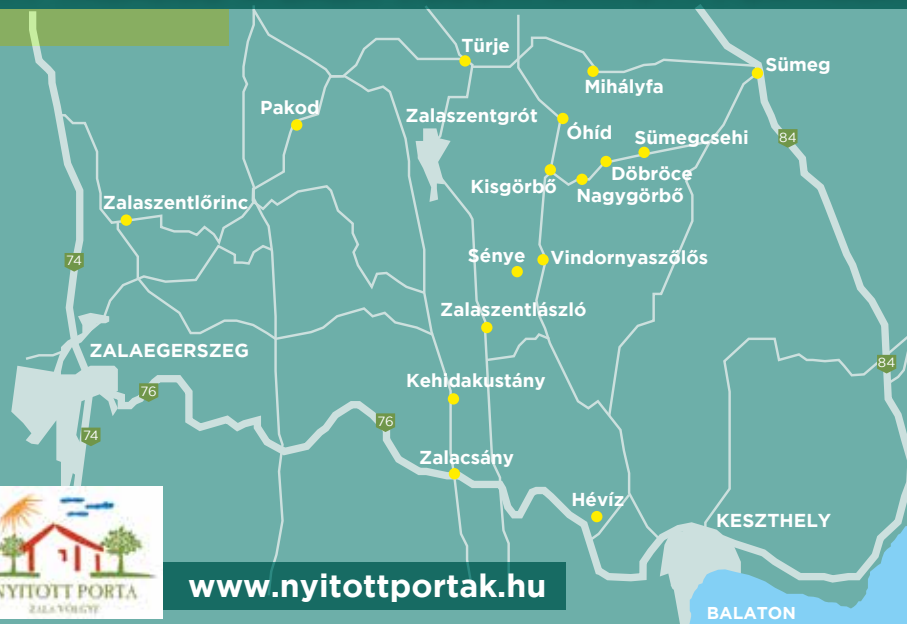 Türje
Sümeg
Mihályfa
Pakod
Zalaszentgrót
Óhíd
Sümegcsehi
84
Döbröce
Kisgörbő
Nagygörbő
Zalaszentlőrinc
Sénye
Vindornyaszőlős
74
Zalaszentlászló
ZALAEGERSZEG
84
Kehidakustány
76
76
74
Zalacsány
Hévíz
KESZTHELY
NYITOTT PORTA
ZALA VÖLGYE
www.nyitottportak.hu
BALATON